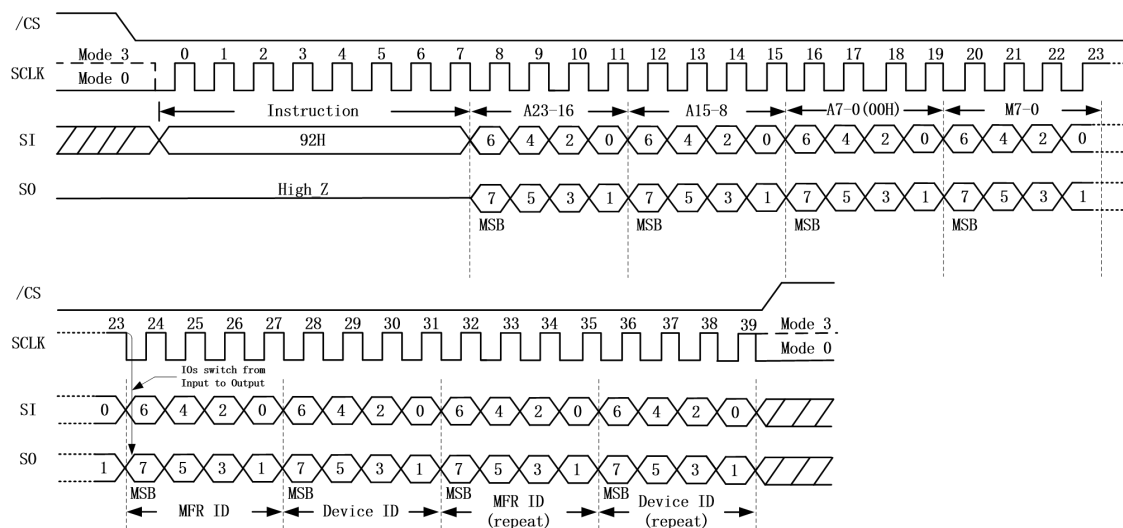 /CS
Mode 3 0 1 2 3 4 5 6 7 8 9 10 11 12 13 14 15 16 17 18 19 20 21 22 23
SCLK
Mode 0
Instruction A23-16 A15-8 A7-0(00H) M7-0
SI 92H 6 4 2 0 6 4 2 0 6 4 2 0 6 4 2 0
SO High_Z 7 5 3 1 7 5 3 1 7 5 3 1 7 5 3 1
MSB MSB MSB MSB
/CS
23 24 25 26 27 28 29 30 31 32 33 34 35 36 37 38 39 Mode 3
SCLK
Mode 0
IOs switch from
Input to Output
SI 0 6 4 2 0 6 4 2 0 6 4 2 0 6 4 2 0
SO 1 7 5 3 1 7 5 3 1 7 5 3 1 7 5 3 1
MSB MSB MSB MSB
MFR ID Device ID MFR ID Device ID
(repeat) (repeat)